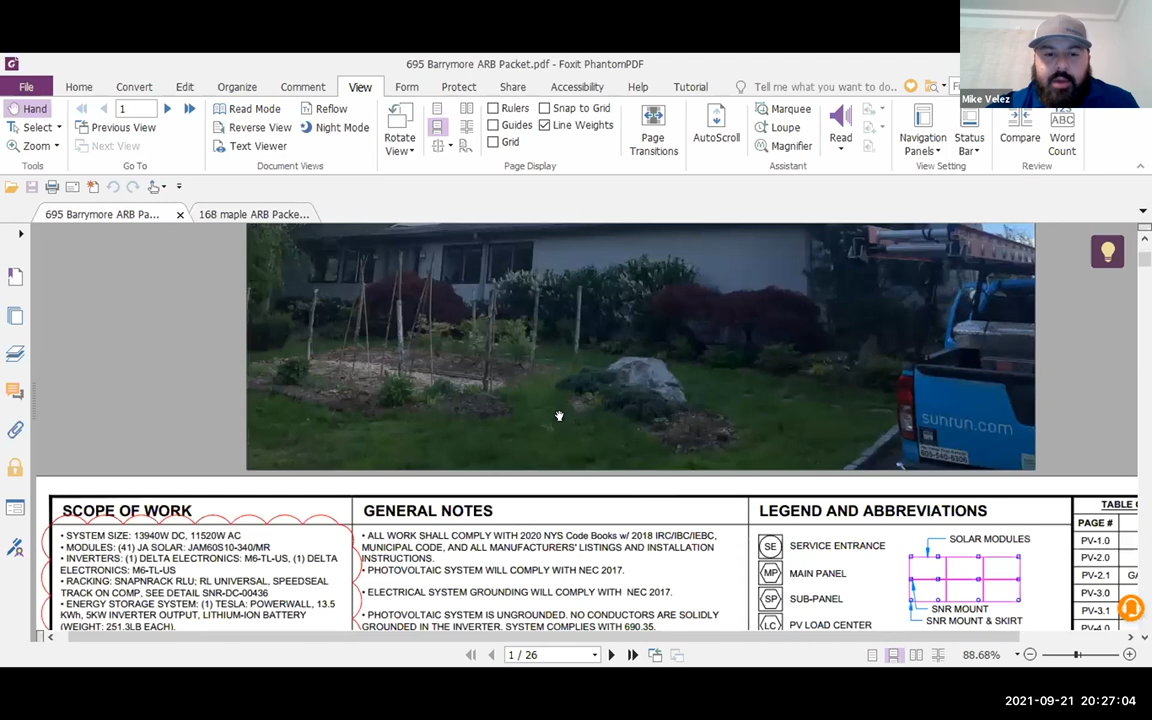 695 Barrymore ARB Packet.pdf - Foxit PhantomPDF
Mike Velez
File Home Convert Edit Organize Comment View Form Protect Share Accessibility Help Tutorial Tell me what you want to do..
Hand
Select
Zoom
Tools
1
Previous View
Next View
Go To
Read Mode
Reverse View
Text Viewer
Reflow
Night Mode
Document Views
Rotate
View
Rulers
Guides
Grid
Snap to Grid
Line Weights
Page Display
Page
Transitions
AutoScroll
Marquee
Loupe
Magnifier
Assistant
Read
Navigation
Panels
Status
Bar
View Setting
Compare
Word
Count
Review
695 Barrymore ARB Pa...
168 maple ARB Packe...
sunrun.com
SCOPE OF WORK
• SYSTEM SIZE: 13940W DC, 11520W AC
• MODULES: (41) JA SOLAR: JAM60S10-340/MR
• INVERTERS: (1) DELTA ELECTRONICS: M6-TL-US, (1) DELTA
ELECTRONICS: M6-TL-US
• RACKING: SNAPNRACK RLU; RL UNIVERSAL, SPEEDSEAL
TRACK ON COMP, SEE DETAIL SNR-DC-00436
• ENERGY STORAGE SYSTEM: (1) TESLA: POWERWALL, 13.5
KWh, 5KW INVERTER OUTPUT, LITHIUM-ION BATTERY
(WEIGHT: 251.3LB EACH).
GENERAL NOTES
• ALL WORK SHALL COMPLY WITH 2020 NYS Code Books w/ 2018 IRC/IBC/IEBC,
MUNICIPAL CODE, AND ALL MANUFACTURERS' LISTINGS AND INSTALLATION
INSTRUCTIONS.
• PHOTOVOLTAIC SYSTEM WILL COMPLY WITH NEC 2017.
• ELECTRICAL SYSTEM GROUNDING WILL COMPLY WITH NEC 2017.
• PHOTOVOLTAIC SYSTEM IS UNGROUNDED. NO CONDUCTORS ARE SOLIDLY
GROUNDED IN THE INVERTER. SYSTEM COMPLIES WITH 690.35.
LEGEND AND ABBREVIATIONS
SE SERVICE ENTRANCE
MP MAIN PANEL
SP SUB-PANEL
LC PV LOAD CENTER
SOLAR MODULES
SNR MOUNT
SNR MOUNT & SKIRT
TABLE
PAGE #
PV-1.0
PV-2.0
PV-2.1
PV-3.0
PV-3.1
PV-4.0
1 / 26
88.68%
2021-09-21 20:27:04